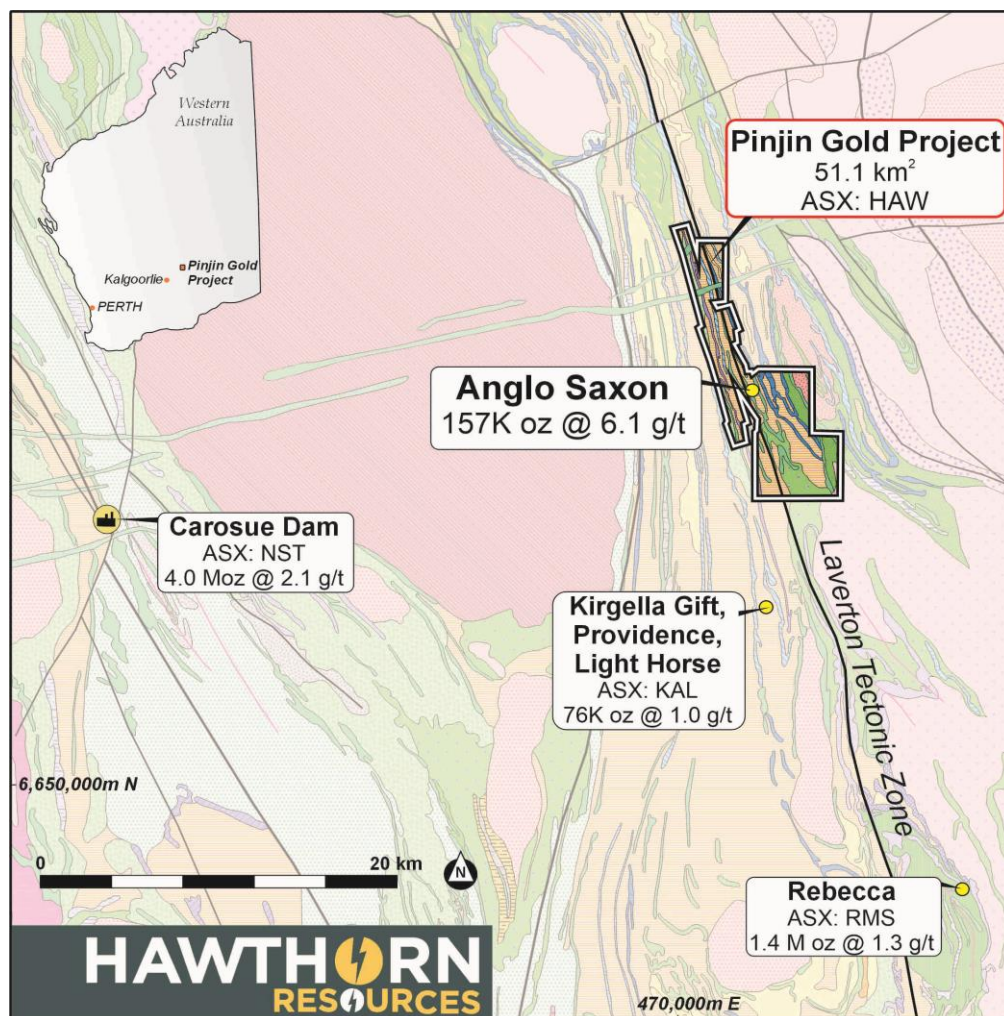 Western
Australia
Pinjin Gold
Project
Kalgoorlie
PERTH
Pinjin Gold Project
51.1 km²
ASX: HAW
Anglo Saxon
157K oz @ 6.1 g/t
Carosue Dam
ASX: NST
4.0 Moz @ 2.1 g/t
Kirgella Gift,
Providence,
Light Horse
ASX: KAL
76K oz @ 1.0 g/t
Laverton Tectonic Zone
6,650,000m N
0 20 km
N
Rebecca
ASX: RMS
1.4 M oz @ 1.3 g/t
HAWTHORN
RESOURCES
470,000m E